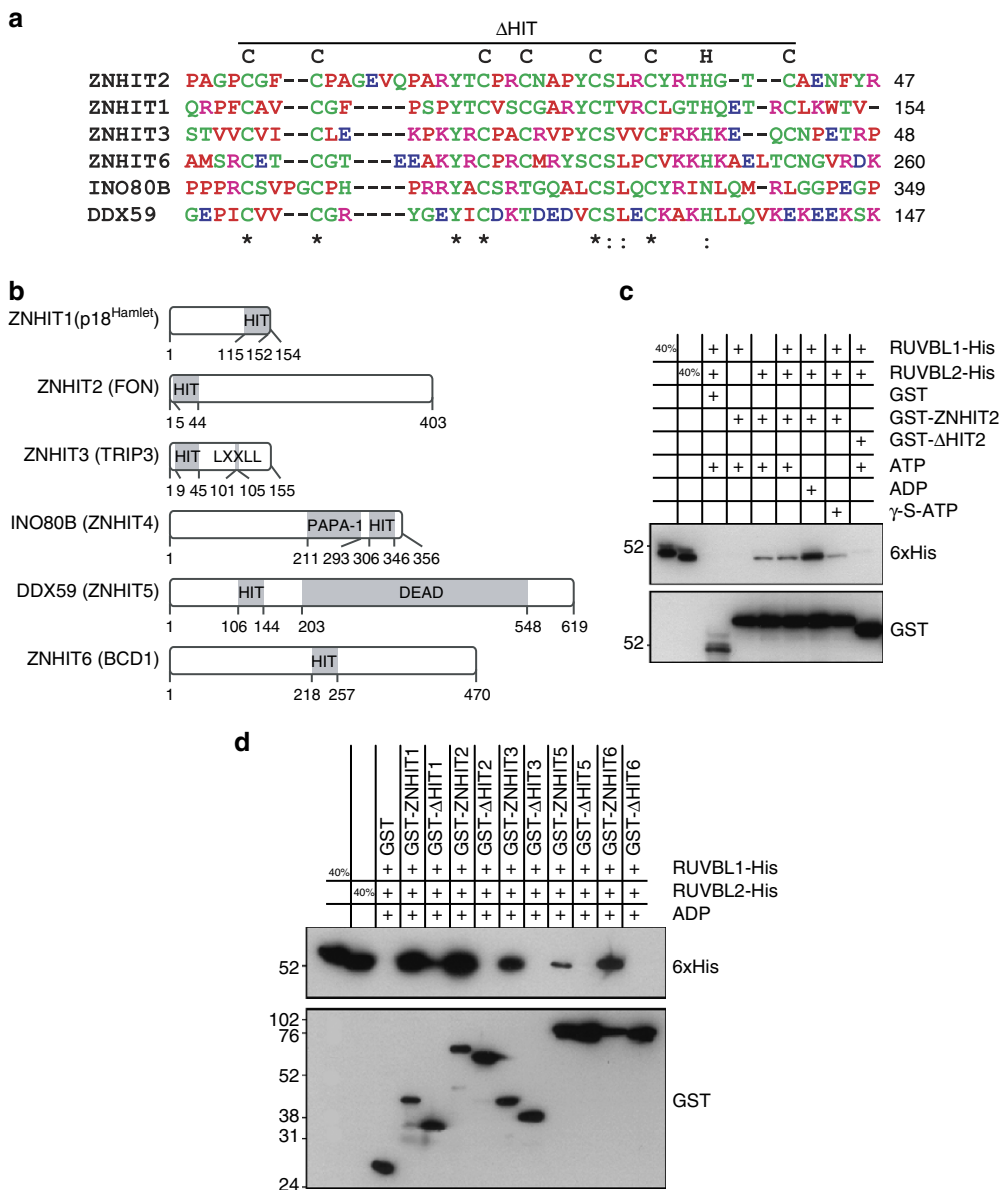 a
ΔHIT
C C C C C C H C
ZNHIT2 PAGPCGF--CPAGEVQPARYTCPRCNAPYCSLRCYRTHG-T--CAENFYR 47
ZNHIT1 QRPFCAV--CGF----PSPYTCVSCGARYCTVRCLGTHQET-RCLKWTV- 154
ZNHIT3 STVVCVI--CLE----KPKYRCPACRVPYCSVVCFRKHKE--QCNPETRP 48
ZNHIT6 AMSRCET--CGT---EEAKYRCPRCMRYSCSLPCVKKHKAELTCNGVRDK 260
INO80B PPPRCSVPGCPH----PRRYACSRTGQALCSLQCYRINLQM-RLGGPEGP 349
DDX59 GEPICVV--CGR----YGEYICDKTDEDVCSLECKAKHLLQVKEKEEKSK 147
* * * * *:: * :
b
ZNHIT1(p18Hamlet) HIT
1 115 152 154
ZNHIT2 (FON) HIT
1 5 44 403
ZNHIT3 (TRIP3) HIT LXXLL
1 9 45 101 105 155
INO80B (ZNHIT4) PAPA-1 HIT
1 211 293 306 346 356
DDX59 (ZNHIT5) HIT DEAD
1 106 144 203 548 619
ZNHIT6 (BCD1) HIT
1 218 257 470
c
40% + + + + + + RUVBL1-His
40% + + + + + + RUVBL2-His
+ GST
+ + + + + GST-ZNHIT2
+ GST-ΔHIT2
+ + + + + ATP
+ ADP
+ γ-S-ATP
52 6xHis
52 GST
d
GST GST-ZNHIT1 GST-ΔHIT1 GST-ZNHIT2 GST-ΔHIT2 GST-ZNHIT3 GST-ΔHIT3 GST-ZNHIT5 GST-ΔHIT5 GST-ZNHIT6 GST-ΔHIT6
40% + + + + + + + + + + + RUVBL1-His
40% + + + + + + + + + + + RUVBL2-His
+ + + + + + + + + + + ADP
52 6xHis
102
76
52
38
31
24
GST